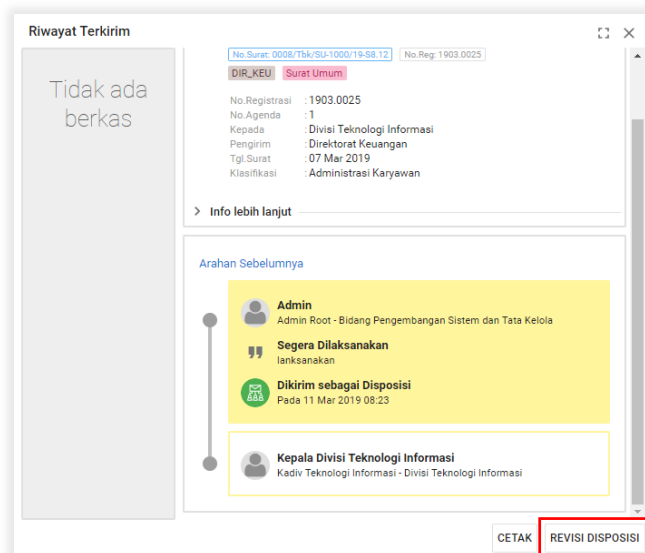 Riwayat Terkirim
Tidak ada
berkas
No.Surat: 0008/Tbk/SU-1000/19-S8.12 No.Reg: 1903.0025
DIR_KEU Surat Umum
No.Registrasi : 1903.0025
No.Agenda : 1
Kepada : Divisi Teknologi Informasi
Pengirim : Direktorat Keuangan
Tgl.Surat : 07 Mar 2019
Klasifikasi : Administrasi Karyawan
Info lebih lanjut
Arahan Sebelumnya
Admin
Admin Root - Bidang Pengembangan Sistem dan Tata Kelola
Segera Dilaksanakan
lanksanakan
Dikirim sebagai Disposisi
Pada 11 Mar 2019 08:23
Kepala Divisi Teknologi Informasi
Kadiv Teknologi Informasi - Divisi Teknologi Informasi
CETAK REVISI DISPOSISI